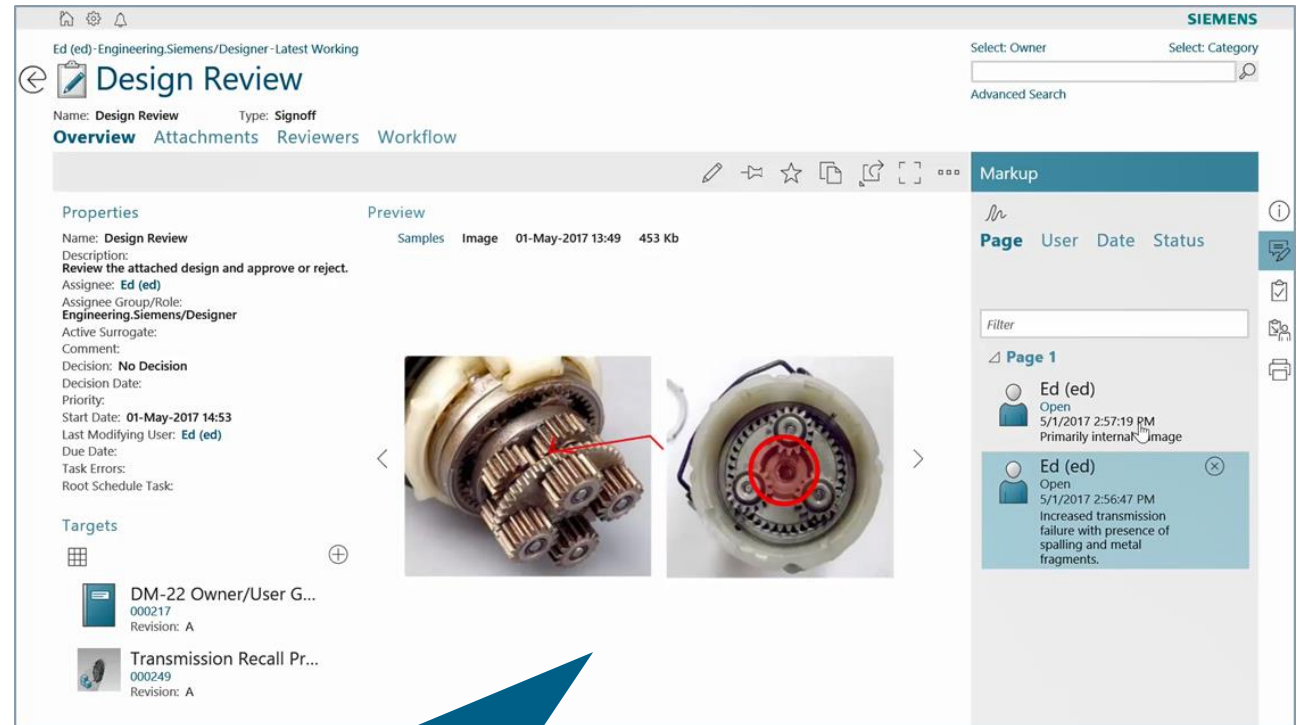 SIEMENS
Ed (ed)-Engineering.Siemens/Designer-Latest Working
Select: Owner
Select: Category
Design Review
Advanced Search
Name: Design Review
Type: Signoff
Overview
Attachments
Reviewers
Workflow
Markup
Properties
Name: Design Review
Description:
Review the attached design and approve or reject.
Assignee: Ed (ed)
Assignee Group/Role:
Engineering.Siemens/Designer
Active Surrogate:
Comment:
Decision: No Decision
Decision Date:
Priority:
Start Date: 01-May-2017 14:53
Last Modifying User: Ed (ed)
Due Date:
Task Errors:
Root Schedule Task:
Targets
DM-22 Owner/User G...
000217
Revision: A
Transmission Recall Pr...
000249
Revision: A
Preview
Samples Image 01-May-2017 13:49 453 Kb
Page User Date Status
Filter
Page 1
Ed (ed)
Open
5/1/2017 2:57:19 PM
Primarily internal
Ed (ed)
Open
5/1/2017 2:56:47 PM
Increased transmission
failure with presence of
spalling and metal
fragments.